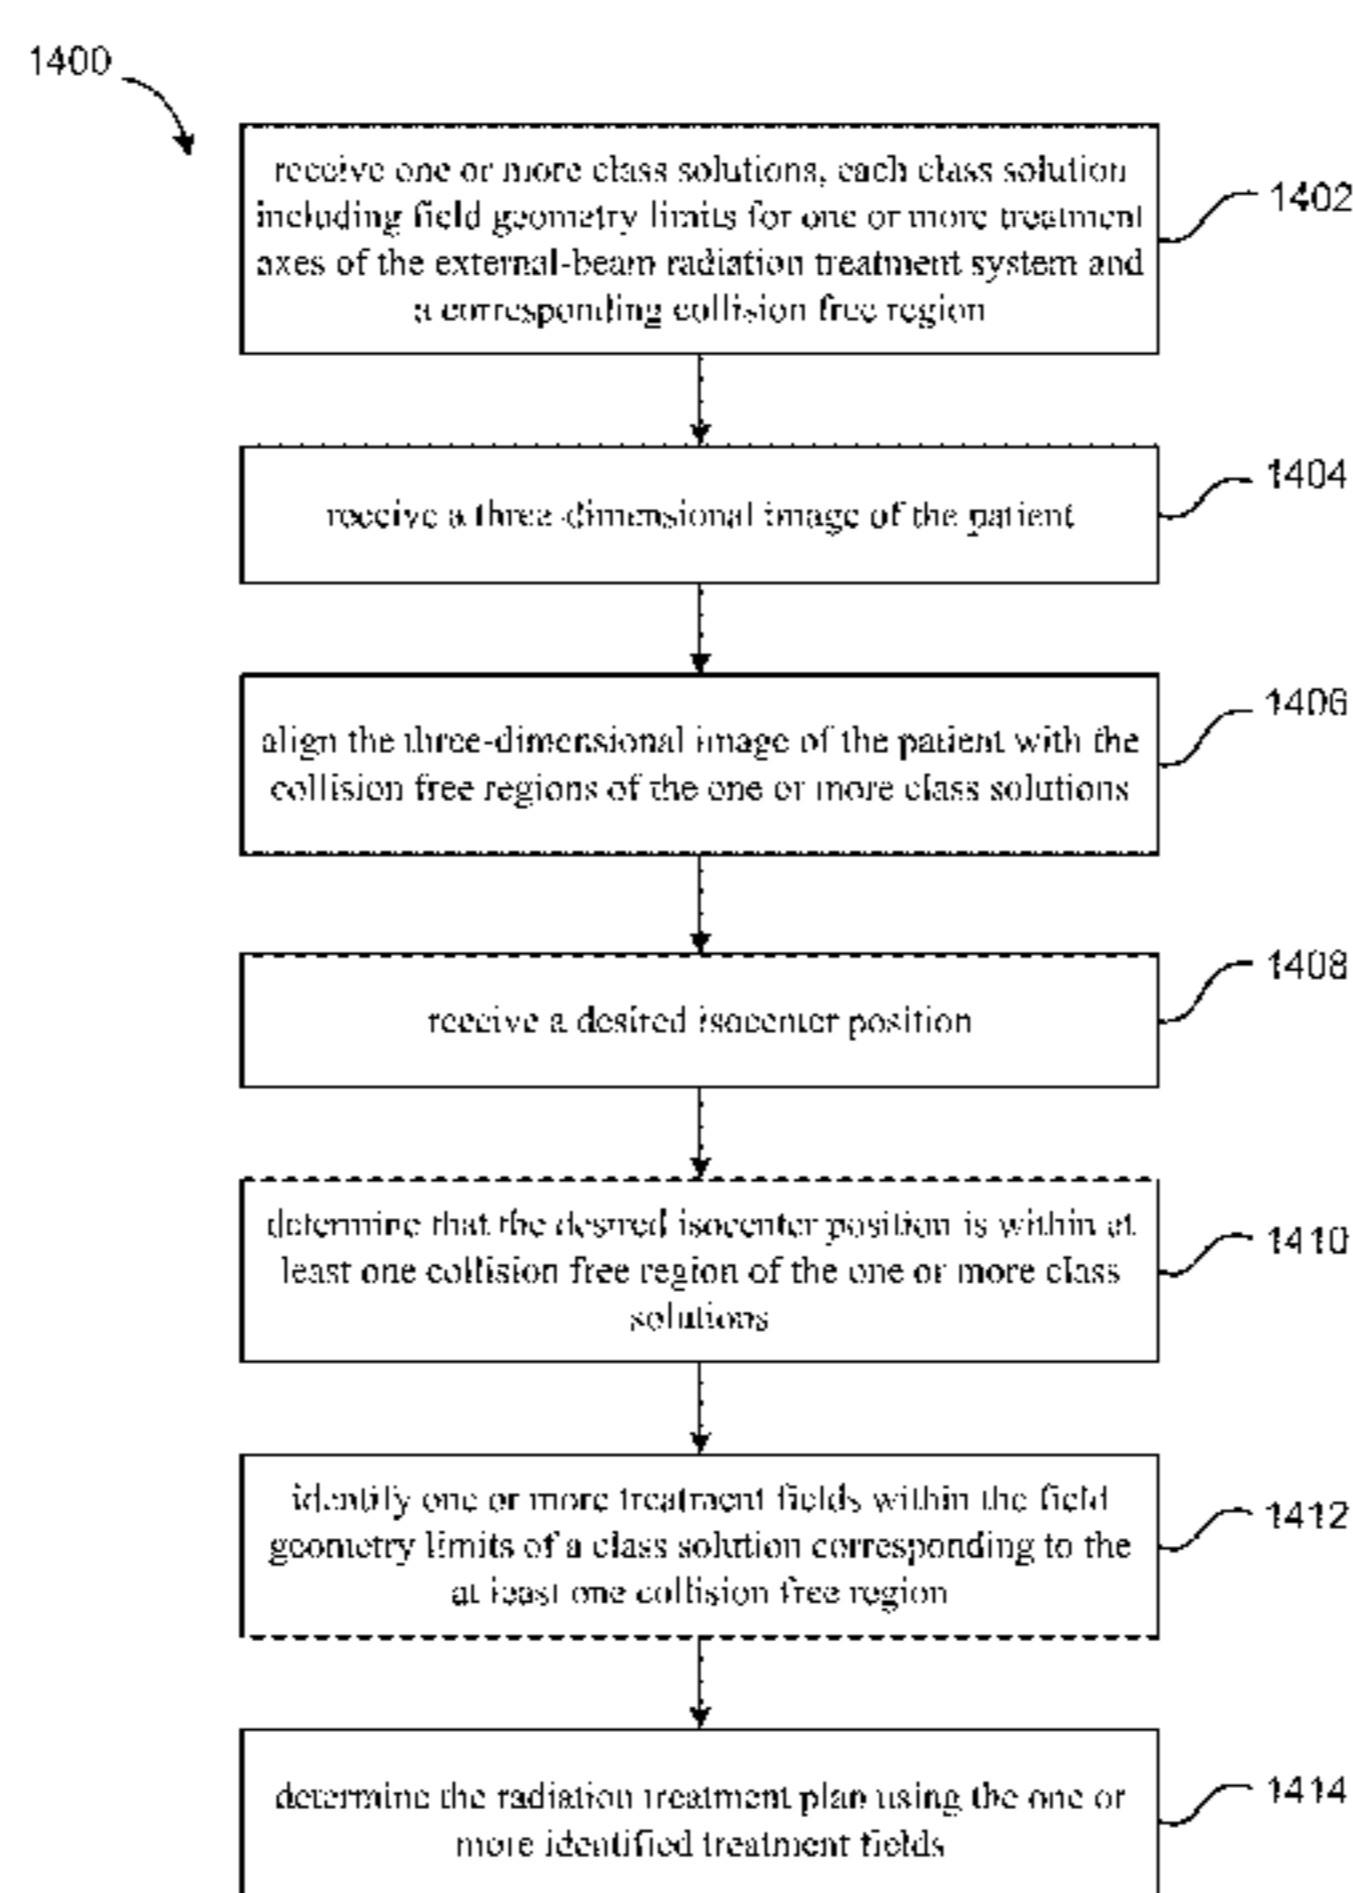 1400
receive one or more class solutions, each class solution
including field geometry limits for one or more treatment
axes of the external-beam radiation treatment system and
a corresponding collision free region
1402
receive a three-dimensional image of the patient
1404
align the three-dimensional image of the patient with the
collision free regions of the one or more class solutions
1406
receive a desired isocenter position
1408
determine that the desired isocenter position is within at
least one collision free region of the one or more class
solutions
1410
identify one or more treatment fields within the field
geometry limits of a class solution corresponding to the
at least one collision free region
1412
determine the radiation treatment plan using the one or
more identified treatment fields
1414